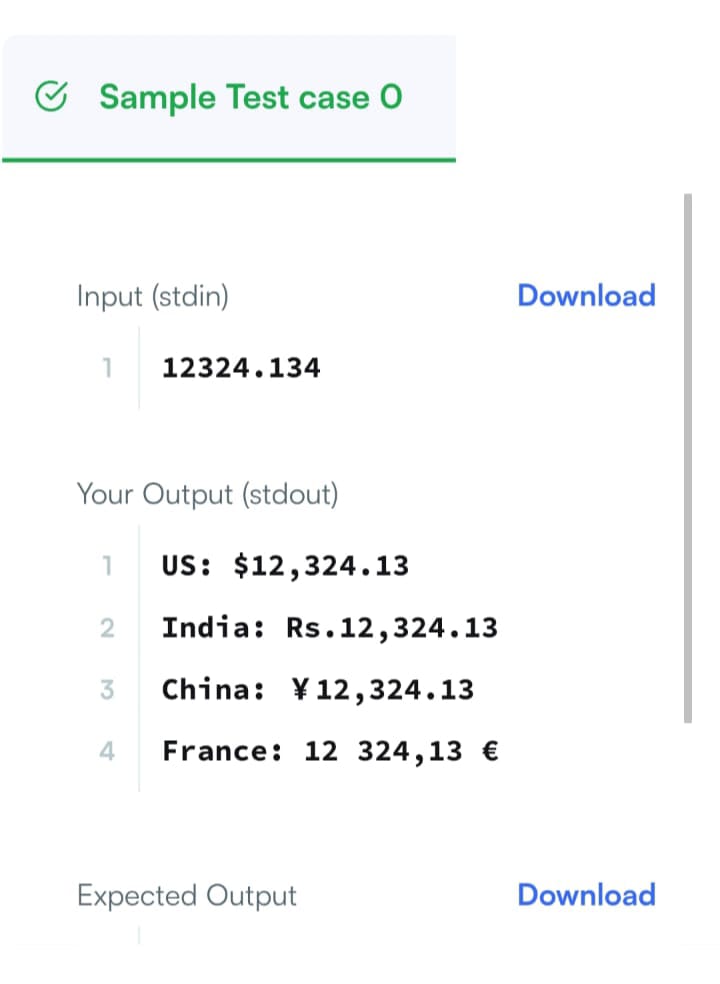 Sample Test case 0
Input (stdin) Download
1 12324.134
Your Output (stdout)
1 US: $12,324.13
2 India: Rs.12,324.13
3 China: ¥12,324.13
4 France: 12 324,13 €
Expected Output Download